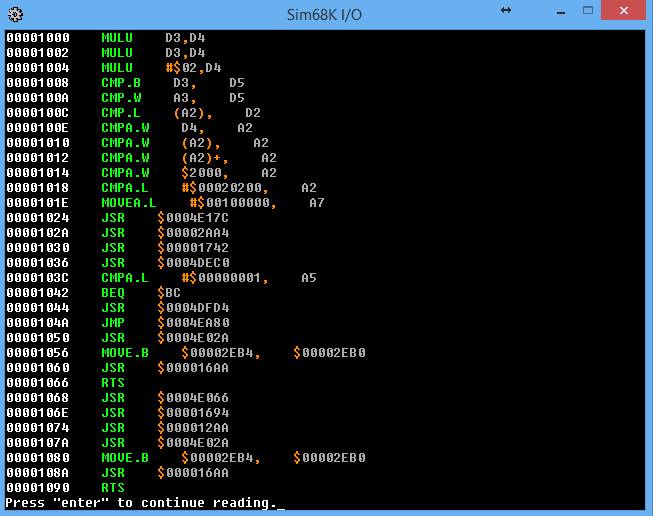 Sim68K I/O
00001000 MULU D3,D4
00001002 MULU D3,D4
00001004 MULU #$02,D4
00001008 CMP.B D3, D5
0000100A CMP.W A3, D5
0000100C CMP.L (A2), D2
0000100E CMPA.W D4, A2
00001010 CMPA.W (A2), A2
00001012 CMPA.W (A2)+, A2
00001014 CMPA.W $2000, A2
00001018 CMPA.L #$00020200, A2
0000101E MOVEA.L #$00100000, A7
00001024 JSR $0004E17C
0000102A JSR $00002AA4
00001030 JSR $00001742
00001036 JSR $0004DEC0
0000103C CMPA.L #$00000001, A5
00001042 BEQ $BC
00001044 JSR $0004DFD4
0000104A JMP $0004EA80
00001050 JSR $0004E02A
00001056 MOVE.B $00002EB4, $00002EB0
00001060 JSR $000016AA
00001066 RTS
00001068 JSR $0004E066
0000106E JSR $00001694
00001074 JSR $000012AA
0000107A JSR $0004E02A
00001080 MOVE.B $00002EB4, $00002EB0
0000108A JSR $000016AA
00001090 RTS
Press "enter" to continue reading._